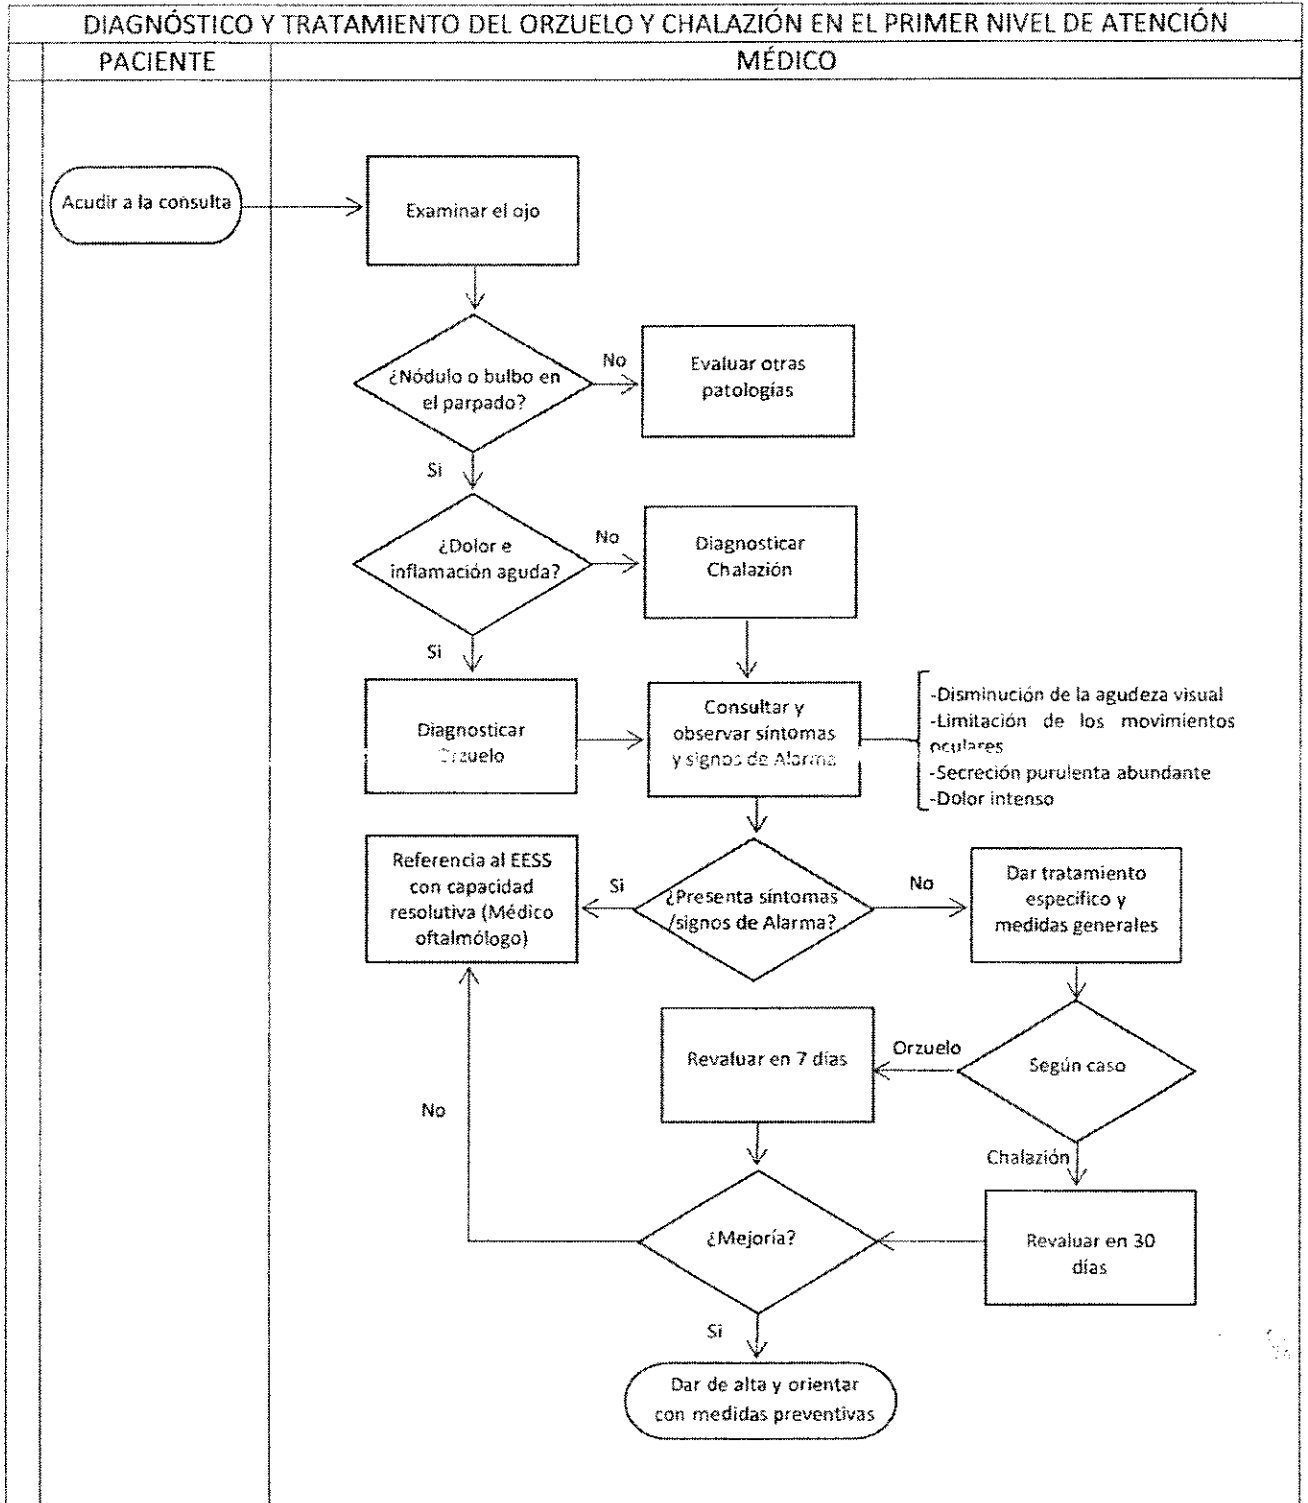 DIAGNÓSTICO Y TRATAMIENTO DEL ORZUELO Y CHALAZIÓN EN EL PRIMER NIVEL DE ATENCIÓN
PACIENTE
MÉDICO
Acudir a la consulta
Examinar el ojo
¿Nódulo o bulbo en
el parpado?
No
Evaluar otras
patologías
Si
¿Dolor e
inflamación aguda?
No
Diagnosticar
Chalazión
Si
Diagnosticar
Orzuelo
Consultar y
observar síntomas
y signos de Alarma
-Disminución de la agudeza visual
-Limitación de los movimientos
oculares
-Secreción purulenta abundante
-Dolor intenso
Referencia al EESS
con capacidad
resolutiva (Médico
oftalmólogo)
Si
¿Presenta síntomas
/signos de Alarma?
No
Dar tratamiento
específico y
medidas generales
Revaluar en 7 días
Orzuelo
Según caso
No
Chalazión
¿Mejoría?
Revaluar en 30
días
Si
Dar de alta y orientar
con medidas preventivas